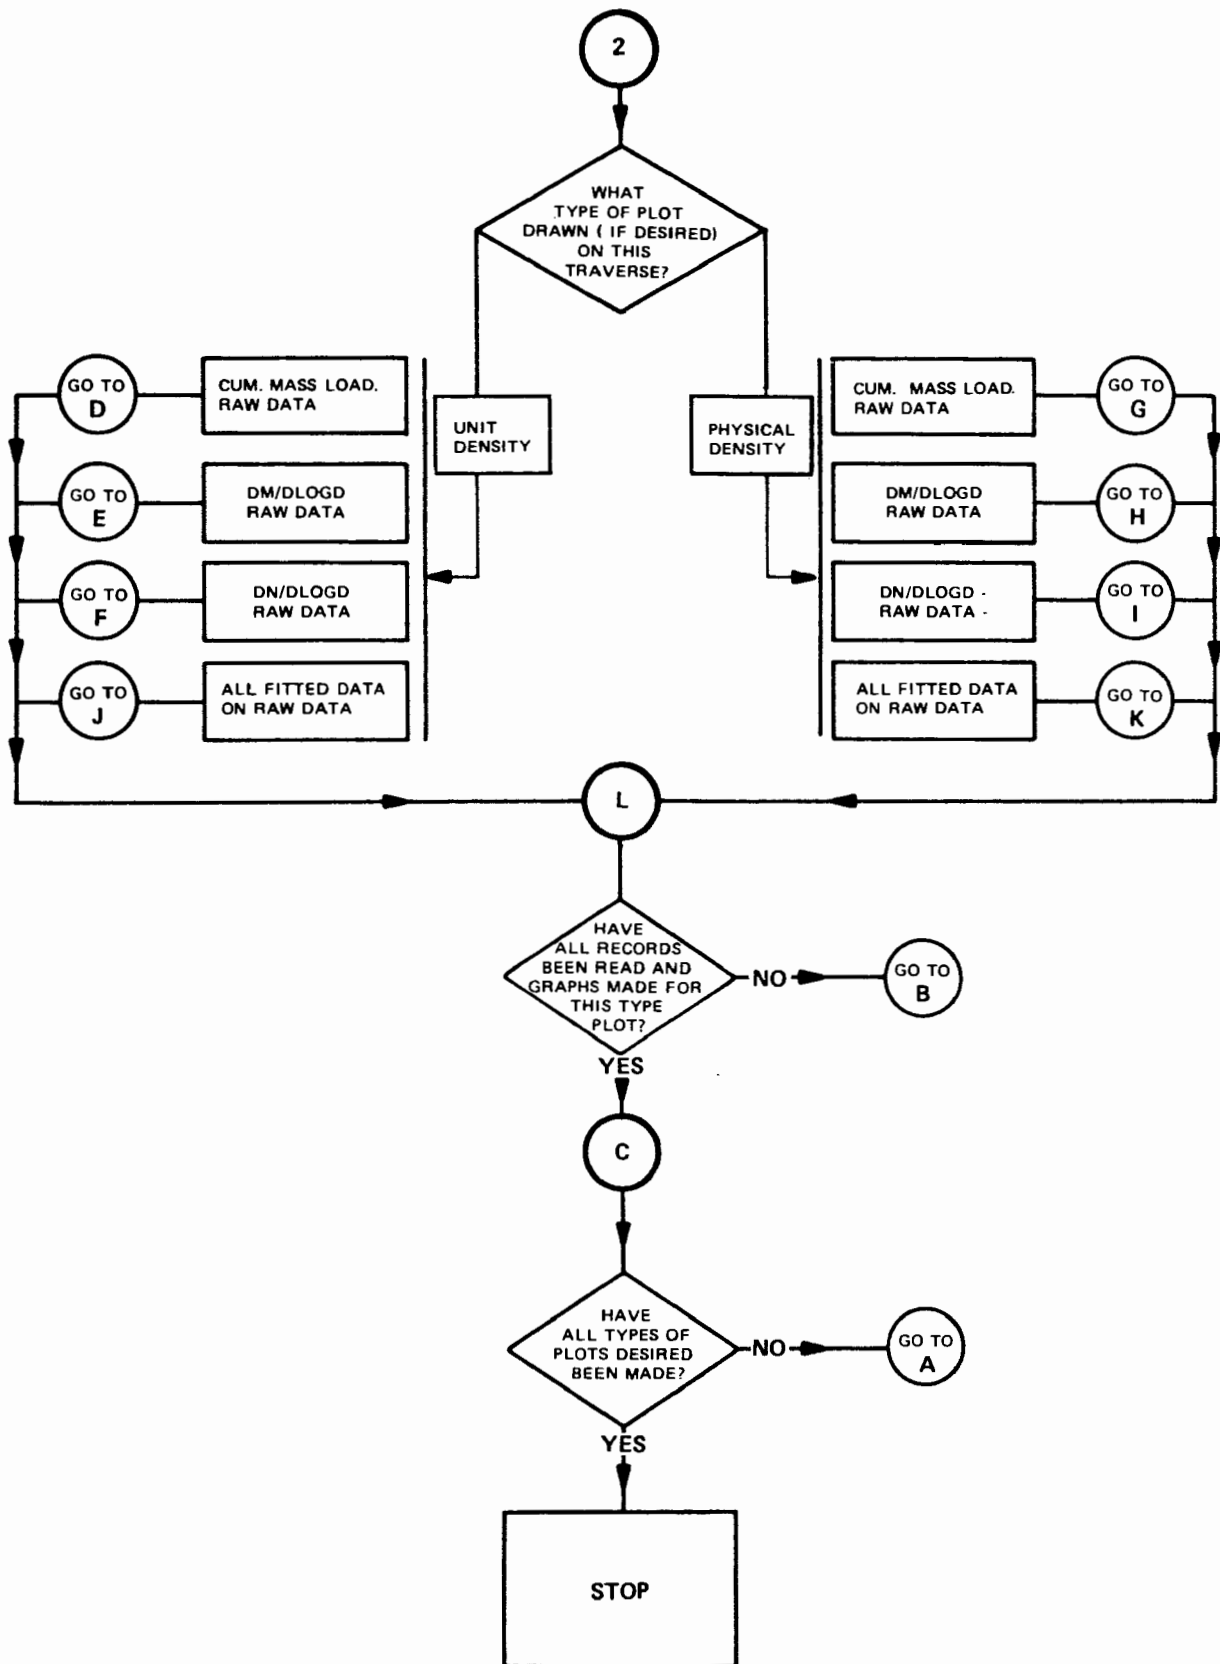 2
WHAT
TYPE OF PLOT
DRAWN ( IF DESIRED)
ON THIS
TRAVERSE?
GO TO
D
CUM. MASS LOAD.
RAW DATA
UNIT
DENSITY
GO TO
E
DM/DLOGD
RAW DATA
GO TO
F
DN/DLOGD
RAW DATA
GO TO
J
ALL FITTED DATA
ON RAW DATA
PHYSICAL
DENSITY
CUM. MASS LOAD.
RAW DATA
GO TO
G
DM/DLOGD
RAW DATA
GO TO
H
DN/DLOGD -
RAW DATA -
GO TO
I
ALL FITTED DATA
ON RAW DATA
GO TO
K
L
HAVE
ALL RECORDS
BEEN READ AND
GRAPHS MADE FOR
THIS TYPE
PLOT?
NO
GO TO
B
YES
C
HAVE
ALL TYPES OF
PLOTS DESIRED
BEEN MADE?
NO
GO TO
A
YES
STOP